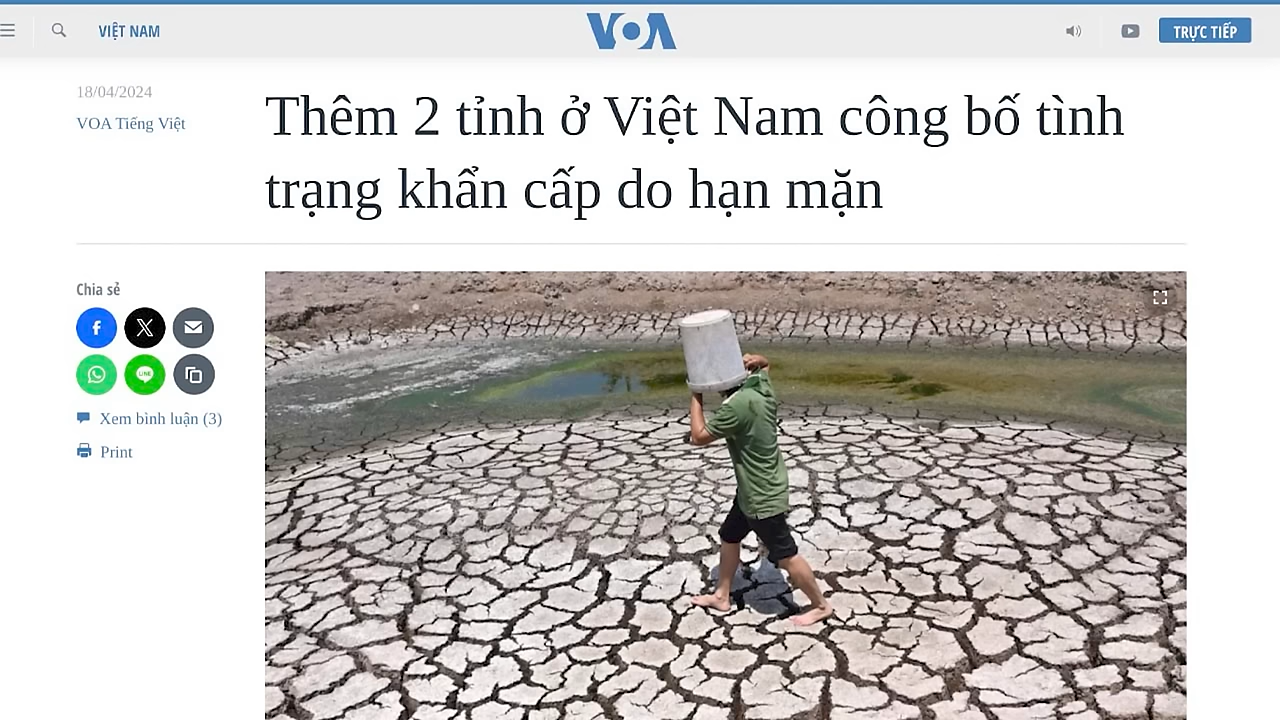 VIỆT NAM
VOA
TRỰC TIẾP
18/04/2024
VOA Tiếng Việt
Thêm 2 tỉnh ở Việt Nam công bố tình
trạng khẩn cấp do hạn mặn
Chia sẻ
LINE
Xem bình luận (3)
Print